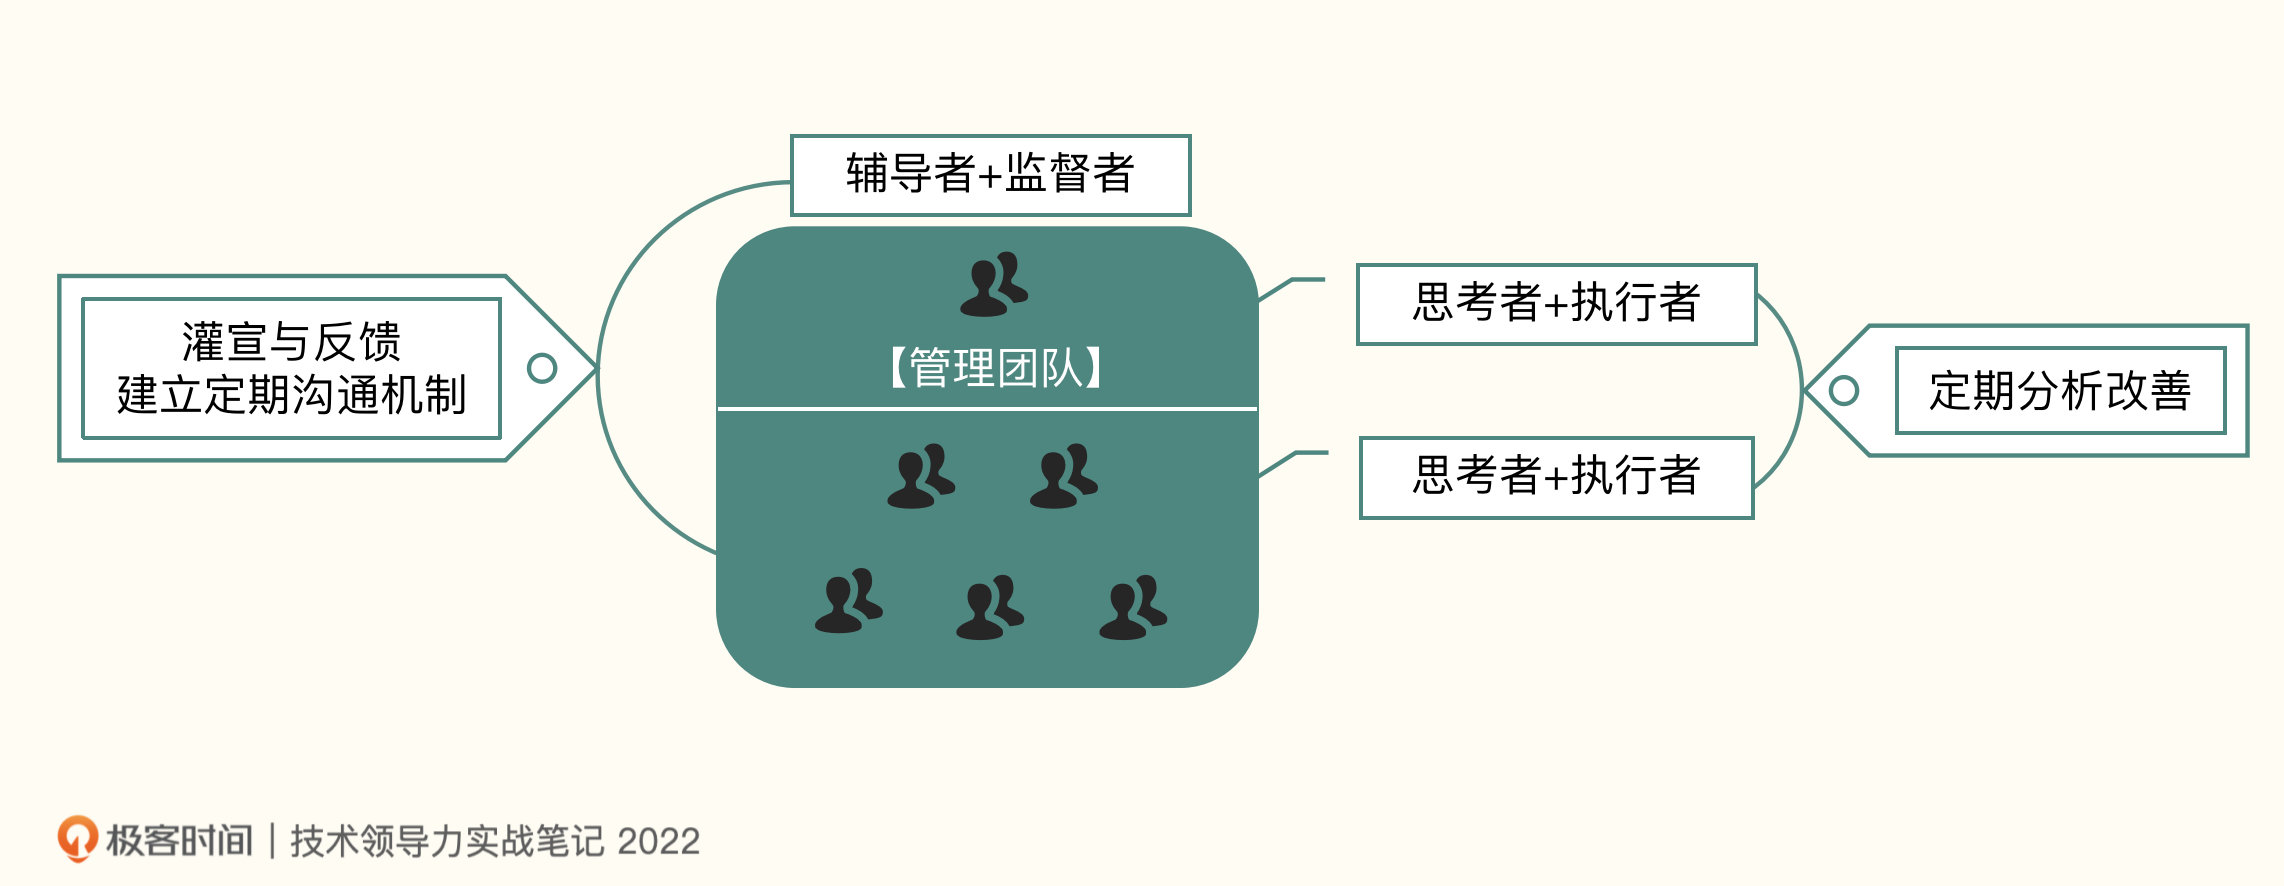 辅导者+监督者
灌宣与反馈
建立定期沟通机制
【管理团队】
思考者+执行者
思考者+执行者
定期分析改善
极客时间 | 技术领导力实战笔记 2022